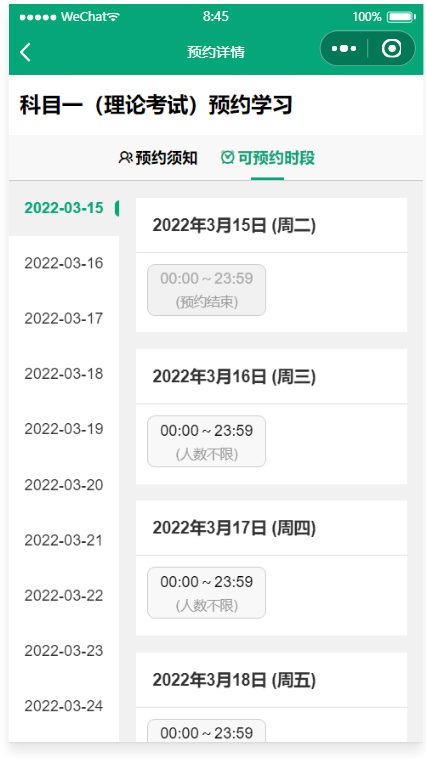 WeChat 8:45 100%
预约详情
科目一（理论考试）预约学习
预约须知 可预约时段
2022-03-15
2022-03-16
2022-03-17
2022-03-18
2022-03-19
2022-03-20
2022-03-21
2022-03-22
2022-03-23
2022-03-24
2022年3月15日 (周二)
00:00 ~ 23:59
(预约结束)
2022年3月16日 (周三)
00:00 ~ 23:59
(人数不限)
2022年3月17日 (周四)
00:00 ~ 23:59
(人数不限)
2022年3月18日 (周五)
00:00 ~ 23:59